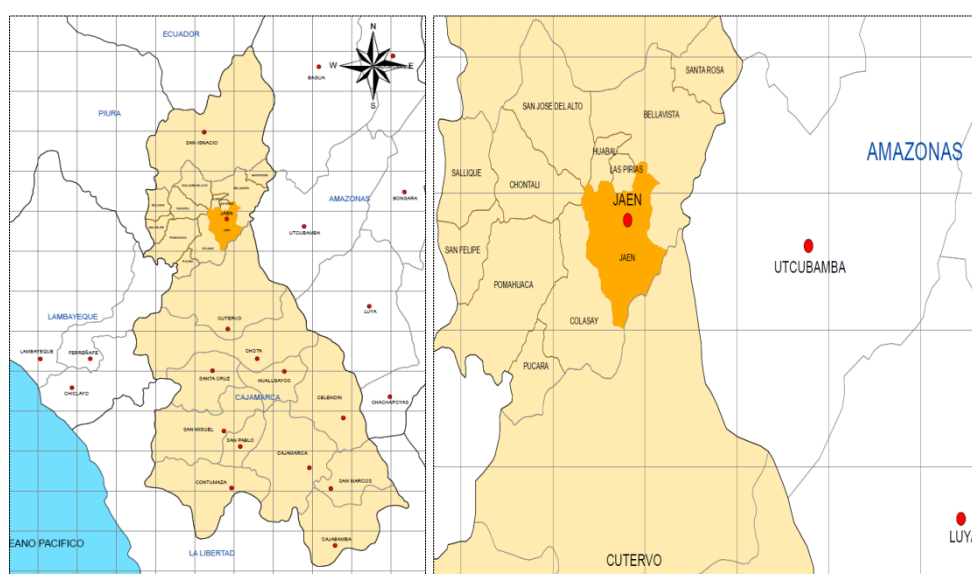 ECUADOR
N
W
E
S
BAGUA
PIURA
SAN IGNACIO
AMAZONAS
BONGARA
JAEN
JAEN
UTCUBAMBA
LAMBAYEQUE
LUYA
CUTERVO
LAMBAYEQUE
FERREÑAFE
CHOTA
SANTA CRUZ
HUALGAYOC
CHICLAYO
CAJAMARCA
CELENDIN
CHACHAPOYAS
SAN MIGUEL
SAN PABLO
CAJAMARCA
CONTUMAZA
SAN MARCOS
EANO PACIFICO
LA LIBERTAD
CAJABAMBA
SANTA ROSA
SAN JOSE DEL ALTO
BELLAVISTA
HUABAL
LAS PIRIAS
AMAZONAS
SALLIQUE
CHONTALI
JAEN
SAN FELIPE
JAEN
UTCUBAMBA
POMAHUACA
COLASAY
PUCARA
LUYA
CUTERVO